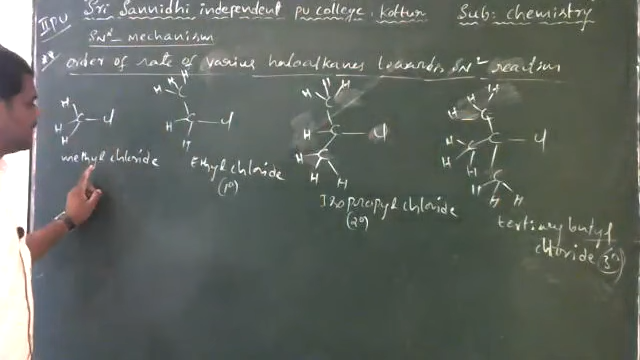 II PU Sri Sannidhi independent pu college, kottur Sub: chemistry
SN²- mechanism
order of rate of varius haloalkanes towards SN² reaction
H H C Cl H
H H C H C Cl H
H H C H C Cl H C H H
H H C H C C Cl H C H H
methyl chloride
Ethyl chloride
(1°)
Isopropyl chloride
(2°)
tertiary butyl
chloride (3°)